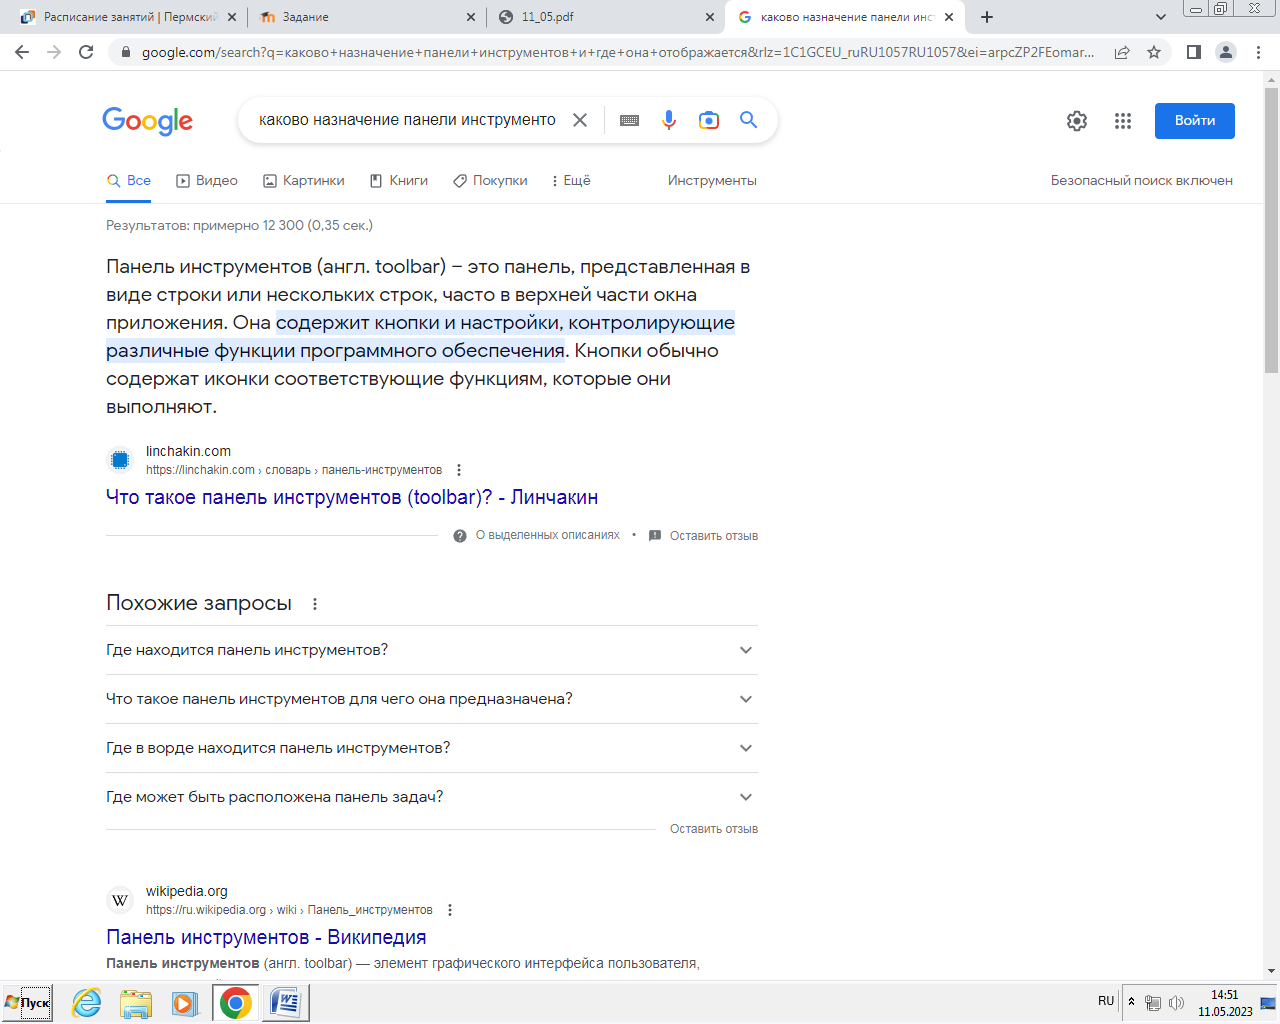 Расписание занятий | Пермский
Задание
11_05.pdf
каково назначение панели инст
google.com/search?q=каково+назначение+панели+инструментов+и+где+она+отображается&rlz=1C1GCEU_ruRU1057RU1057&ei=arpcZP2FEomar...
Google
каково назначение панели инструменто
Войти
Все
Видео
Картинки
Книги
Покупки
Ещё
Инструменты
Безопасный поиск включен
Результатов: примерно 12 300 (0,35 сек.)
Панель инструментов (англ. toolbar) – это панель, представленная в
виде строки или нескольких строк, часто в верхней части окна
приложения. Она содержит кнопки и настройки, контролирующие
различные функции программного обеспечения. Кнопки обычно
содержат иконки соответствующие функциям, которые они
выполняют.
linchakin.com
https://linchakin.com › словарь › панель-инструментов
Что такое панель инструментов (toolbar)? - Линчакин
О выделенных описаниях • Оставить отзыв
Похожие запросы
Где находится панель инструментов?
Что такое панель инструментов для чего она предназначена?
Где в ворде находится панель инструментов?
Где может быть расположена панель задач?
Оставить отзыв
W
wikipedia.org
https://ru.wikipedia.org › wiki › Панель_инструментов
Панель инструментов - Википедия
Панель инструментов (англ. toolbar) — элемент графического интерфейса пользователя,
Пуск
RU
14:51
11.05.2023